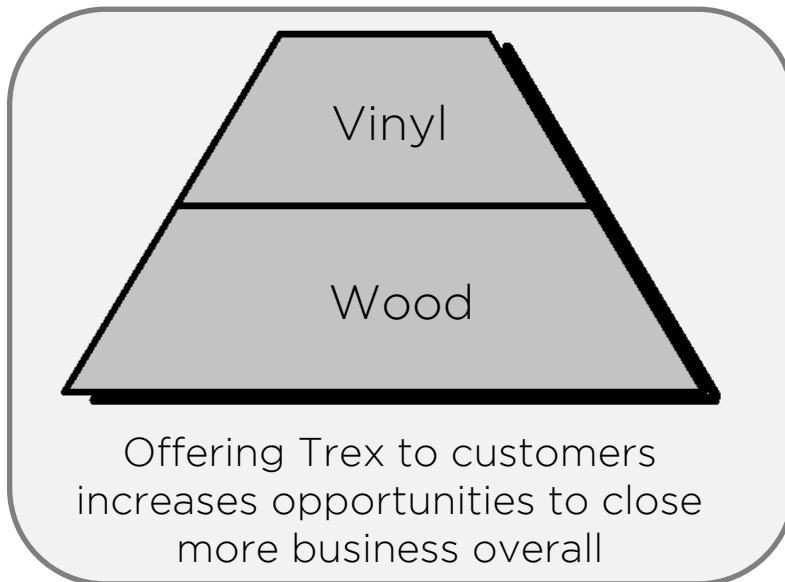 Vinyl
Wood
Offering Trex to customers
increases opportunities to close
more business overall